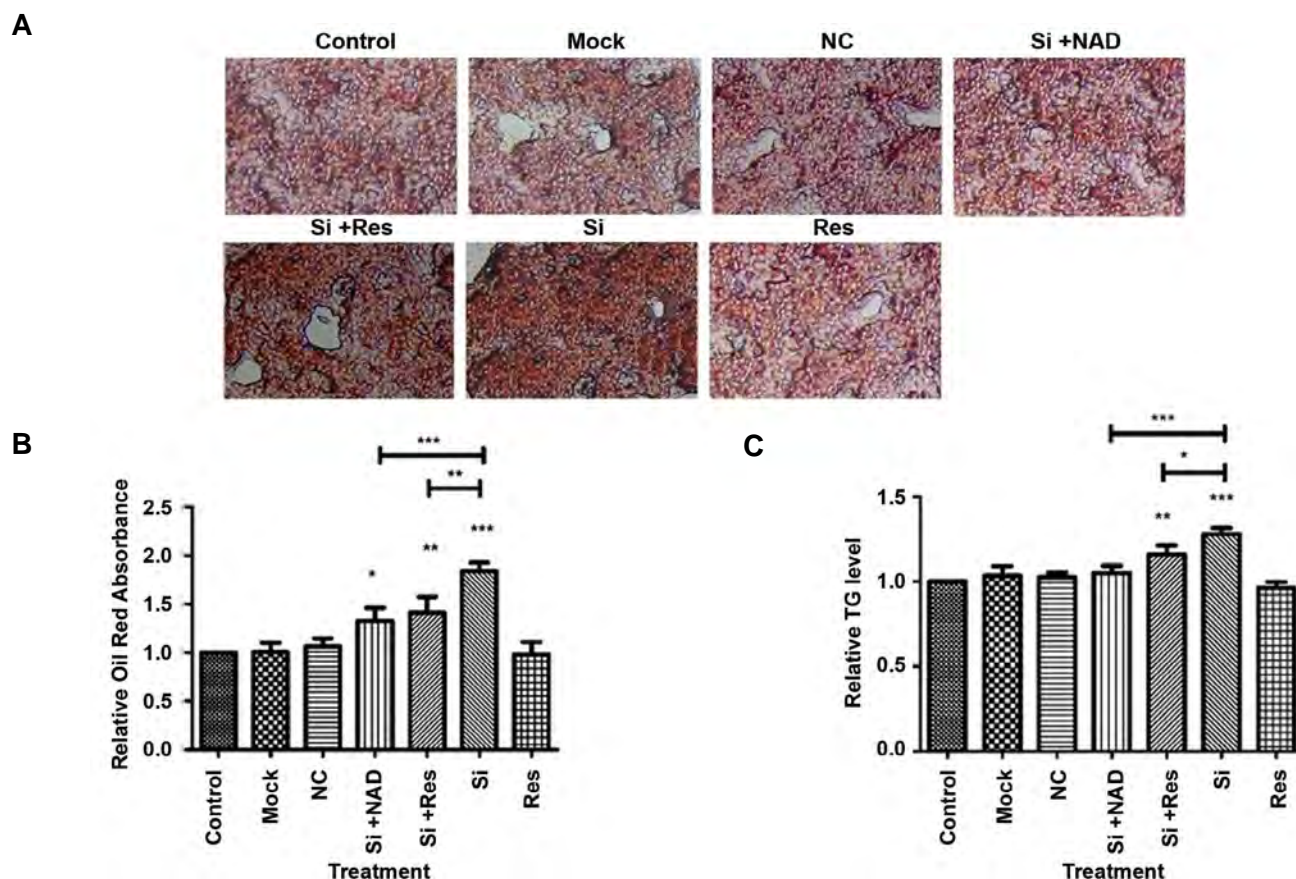 A
Control Mock NC Si +NAD
Si +Res Si Res
B
***
**
* ** ***
Relative Oil Red Absorbance
2.5
2.0
1.5
1.0
0.5
0.0
Control Mock NC Si +NAD Si +Res Si Res
Treatment
C
***
*
** ***
Relative TG level
1.5
1.0
0.5
0.0
Control Mock NC Si +NAD Si +Res Si Res
Treatment